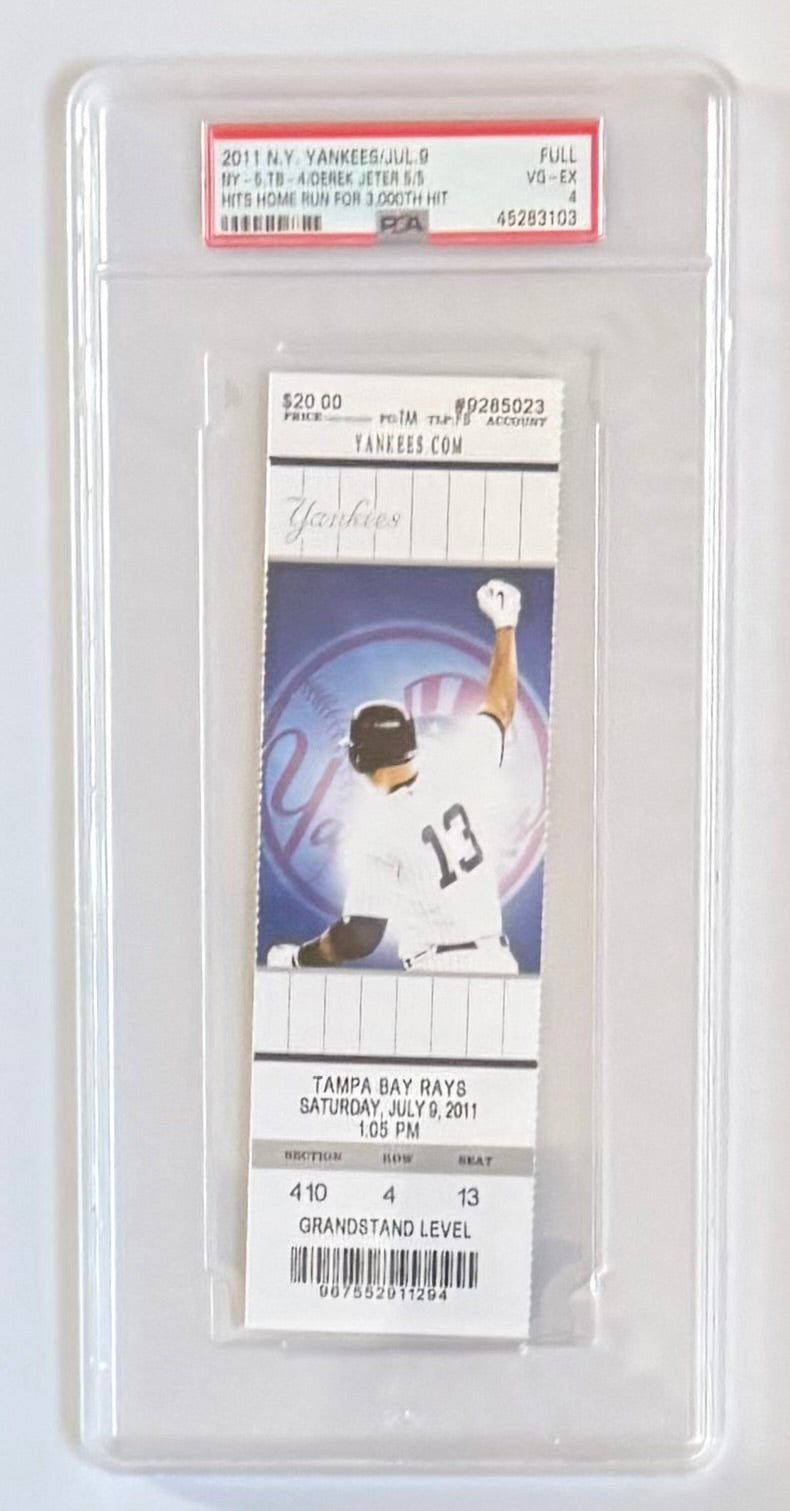 2011 N.Y. YANKEES/JUL.9 FULL
NY-5,TB-4/DEREK JETER 5/5 VG-EX
HITS HOME RUN FOR 3,000TH HIT 4
PSA 45283103
$20.00 #9285023
PRICE ACCOUNT
YANKEES.COM
Yankees
13
TAMPA BAY RAYS
SATURDAY, JULY 9, 2011
1:05 PM
SECTION ROW SEAT
410 4 13
GRANDSTAND LEVEL
967552911294